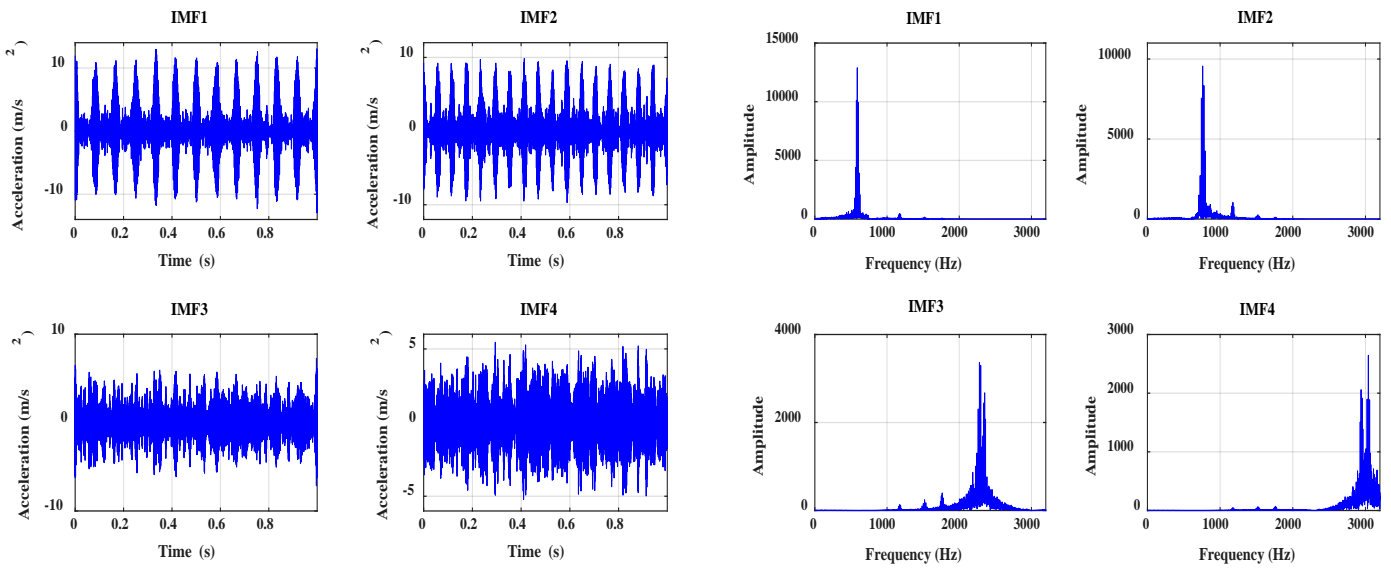 IMF1
IMF2
Acceleration (m/s 2 )
10
0
-10
0 0.2 0.4 0.6 0.8
Time (s)
Acceleration (m/s 2 )
10
0
-10
0 0.2 0.4 0.6 0.8
Time (s)
IMF1
IMF2
Amplitude
15000
10000
5000
0
0 1000 2000 3000
Frequency (Hz)
Amplitude
10000
5000
0
0 1000 2000 3000
Frequency (Hz)
IMF3
IMF4
Acceleration (m/s 2 )
10
0
-10
0 0.2 0.4 0.6 0.8
Time (s)
Acceleration (m/s 2 )
5
0
-5
0 0.2 0.4 0.6 0.8
Time (s)
IMF3
IMF4
Amplitude
4000
2000
0
0 1000 2000 3000
Frequency (Hz)
Amplitude
3000
2000
1000
0
0 1000 2000 3000
Frequency (Hz)